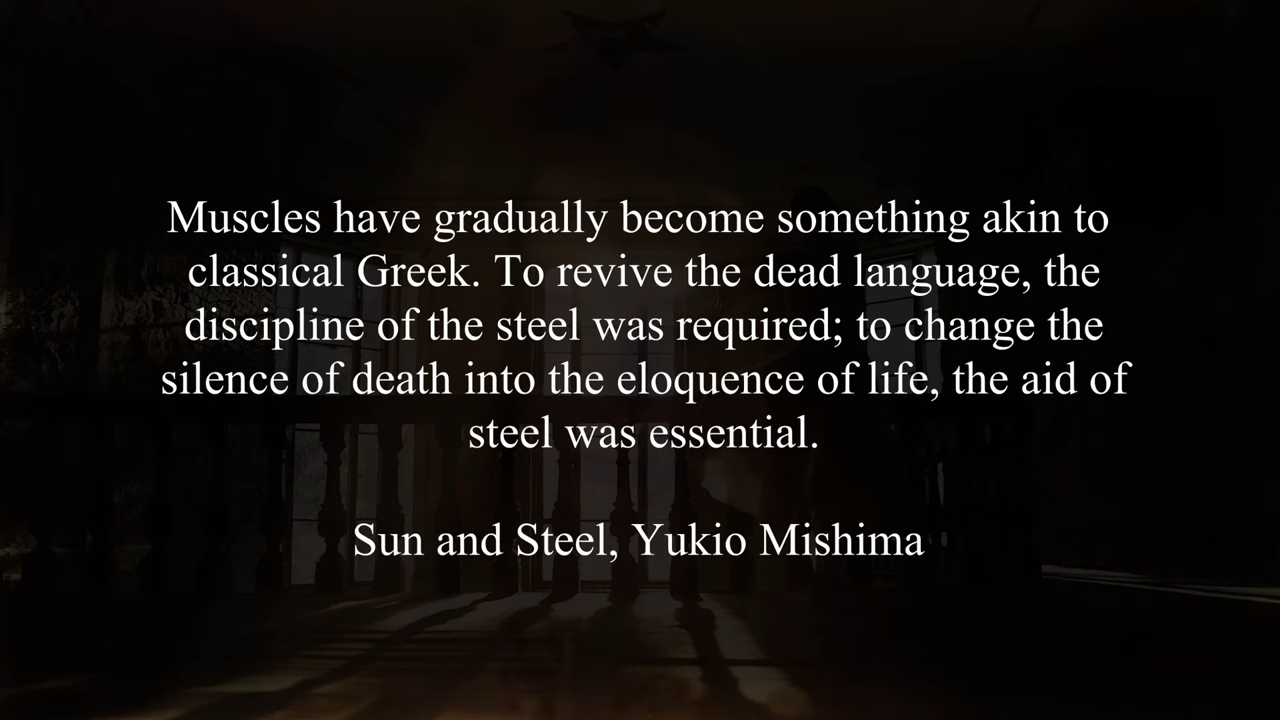 Muscles have gradually become something akin to
classical Greek. To revive the dead language, the
discipline of the steel was required; to change the
silence of death into the eloquence of life, the aid of
steel was essential.
Sun and Steel, Yukio Mishima